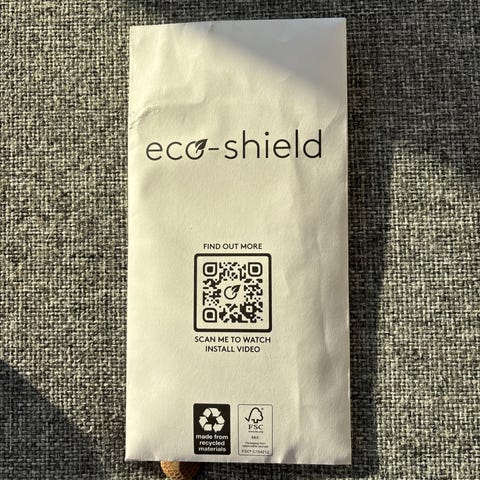 eco-shield
FIND OUT MORE
SCAN ME TO WATCH
INSTALL VIDEO
made from
recycled
materials
FSC
MIX